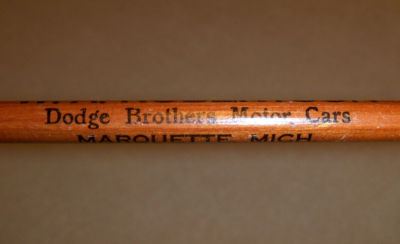 Dodge Brothers Motor Cars
MARQUETTE, MICH.